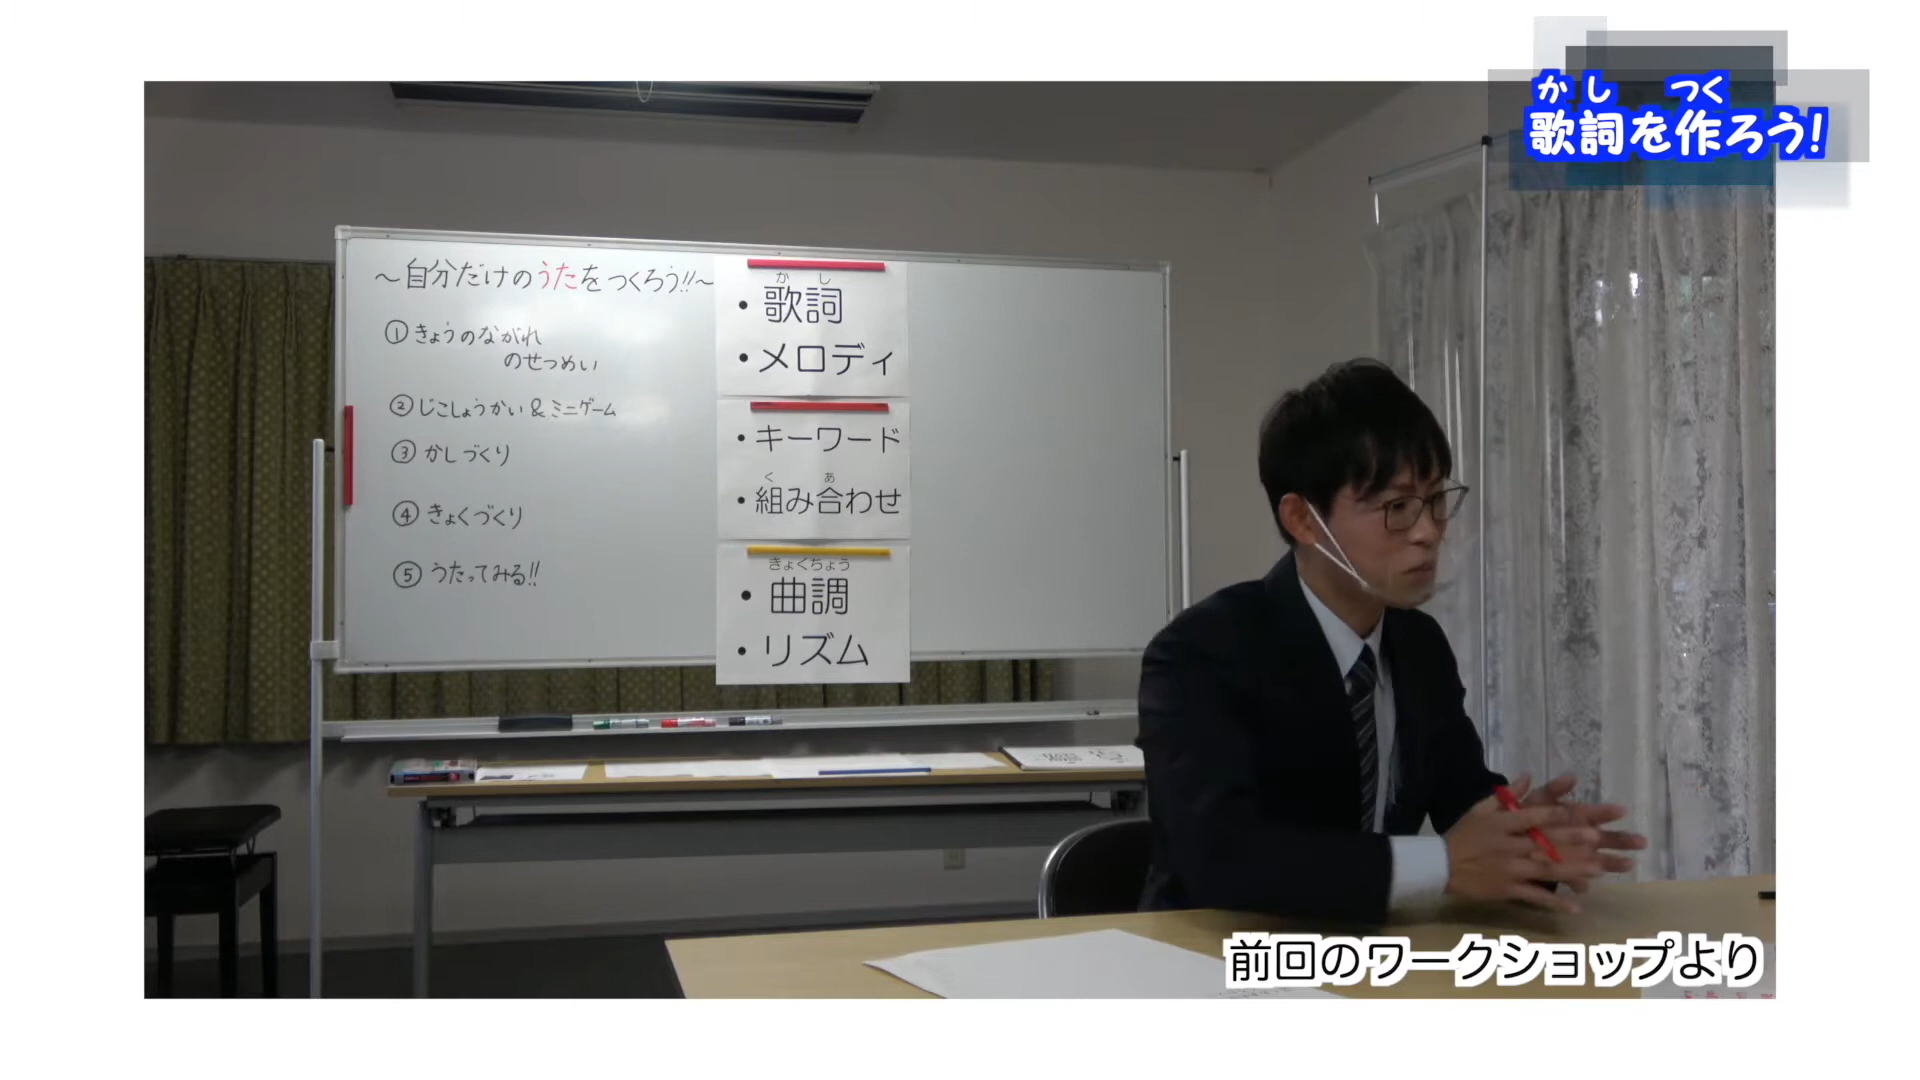 かし つく
歌詞を作ろう!
～自分だけのうたをつくろう!!～
①きょうのながれ
のせつめい
②じこしょうかい&ミニゲーム
③かしづくり
④きょくづくり
⑤うたってみる!!
かし
・歌詞
・メロディ
・キーワード
く あ
・組み合わせ
きょくちょう
・曲調
・リズム
前回のワークショップより